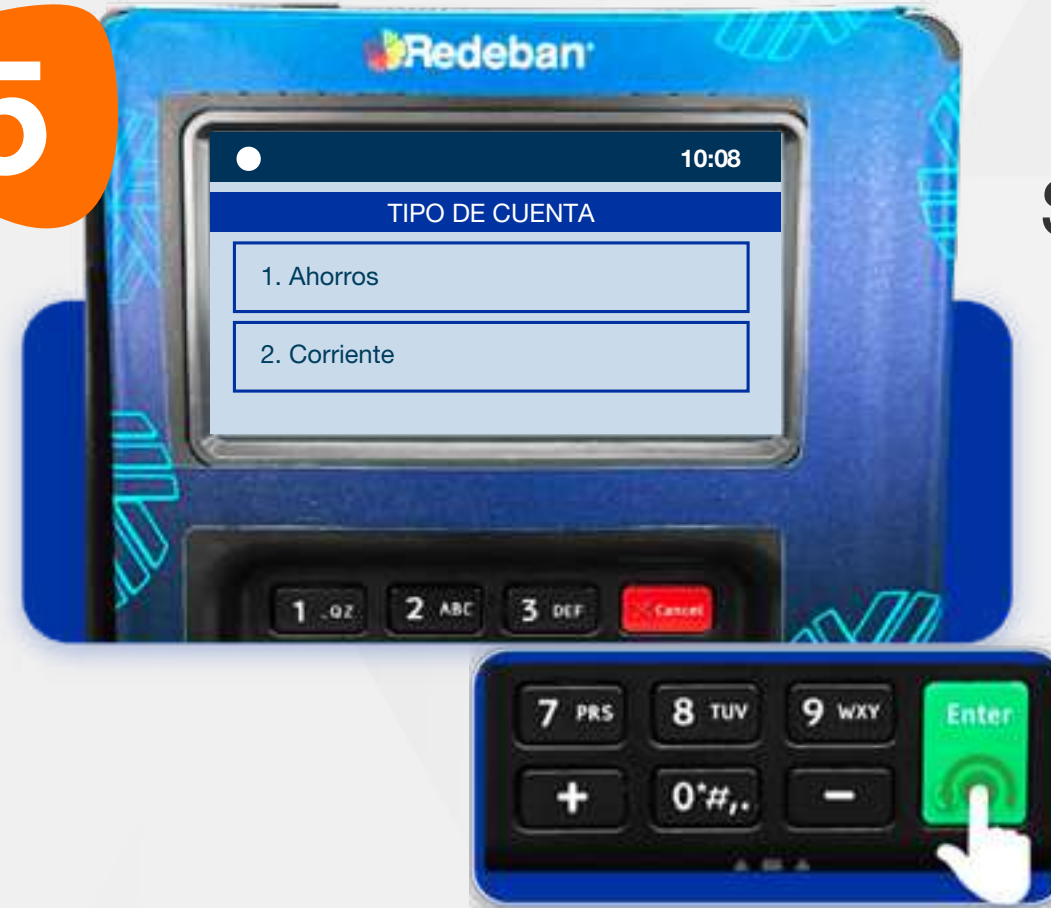 5
Redeban
10:08
TIPO DE CUENTA
1. Ahorros
2. Corriente
1 .QZ 2 ABC 3 DEF Cancel
7 PRS 8 TUV 9 WXY Enter
+ 0*#,. -